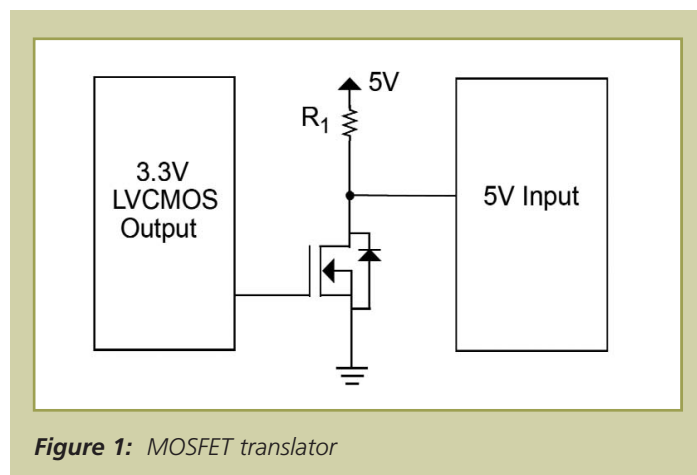 5V
R1
3.3V
LVCMOS
Output
5V Input
Figure 1: MOSFET translator